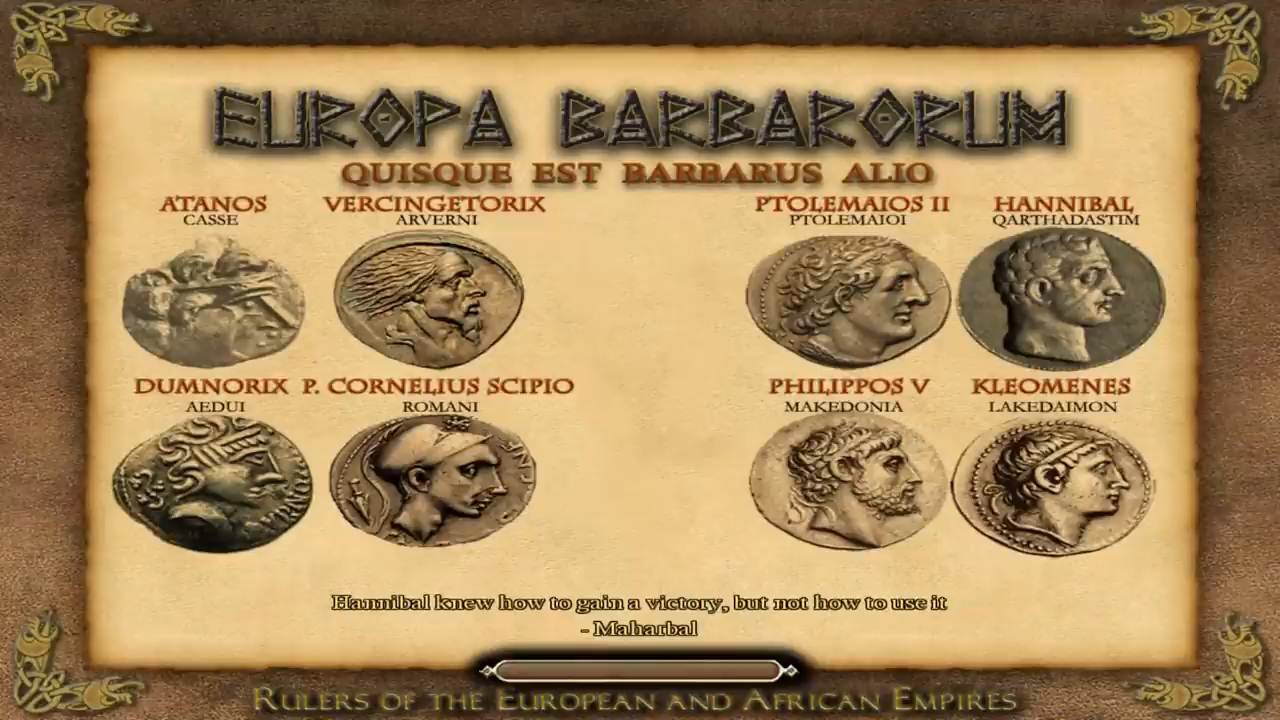 EUROPA BARBARORUM
QUISQUE EST BARBARUS ALIO
ATANOS
CASSE
VERCINGETORIX
ARVERNI
PTOLEMAIOS II
PTOLEMAIOI
HANNIBAL
QARTHADASTIM
DUMNORIX
AEDUI
P. CORNELIUS SCIPIO
ROMANI
PHILIPPOS V
MAKEDONIA
KLEOMENES
LAKEDAIMON
Hannibal knew how to gain a victory, but not how to use it
- Maharbal
RULERS OF THE EUROPEAN AND AFRICAN EMPIRES